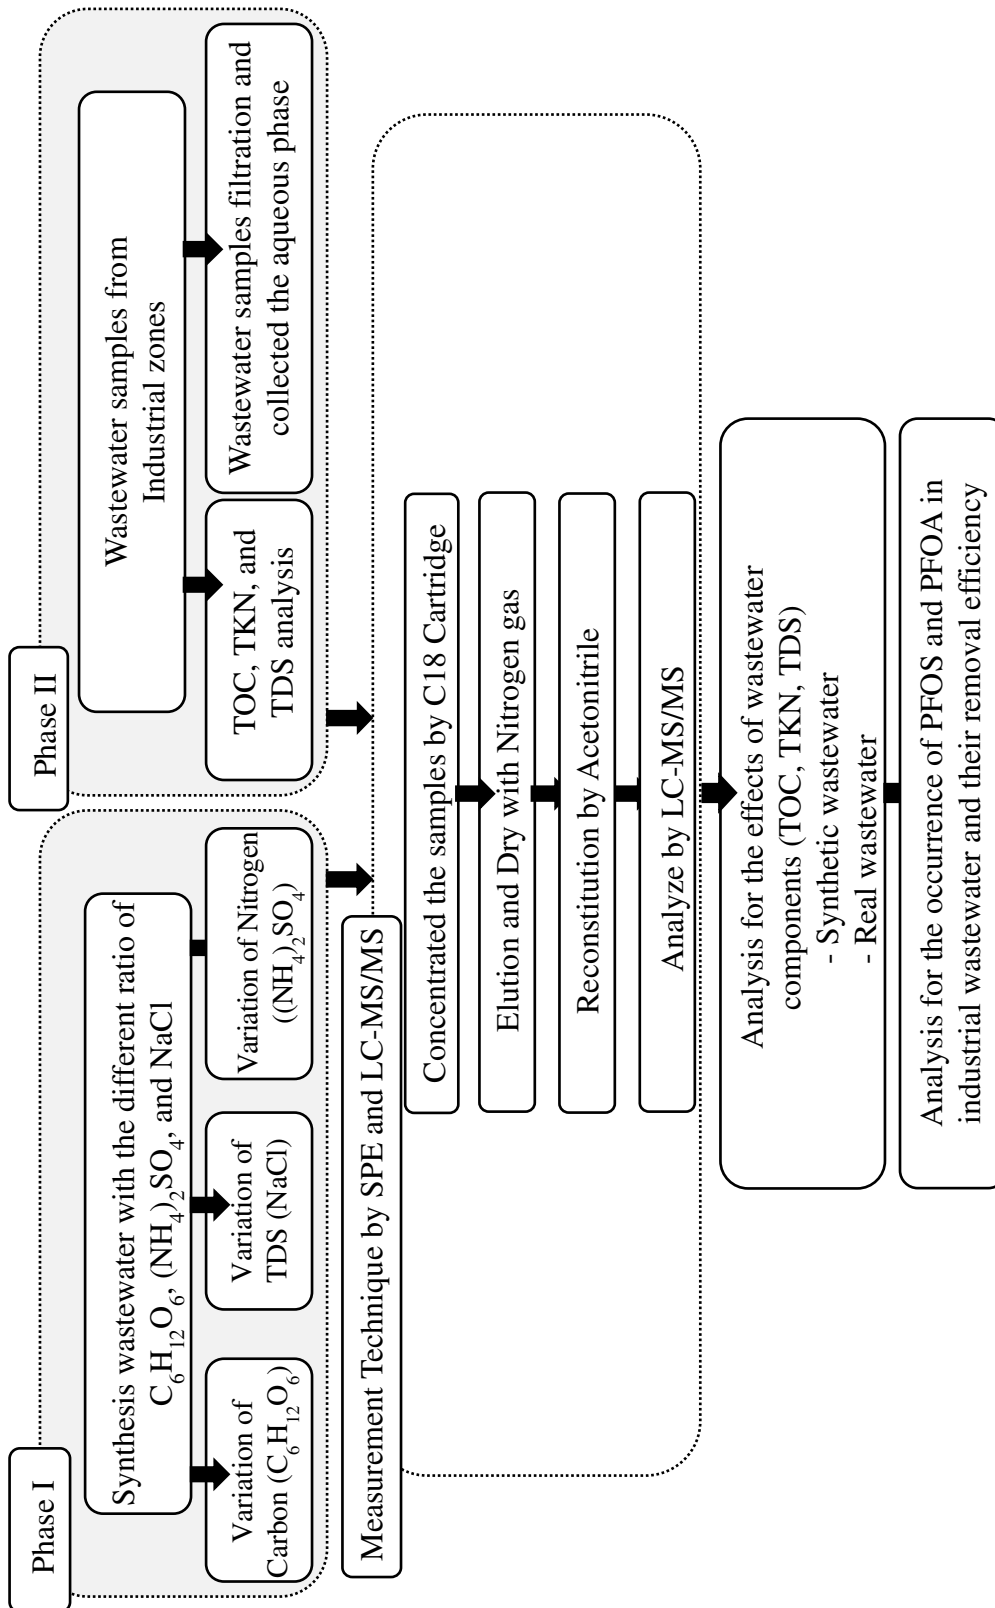 Phase I
Synthesis wastewater with the different ratio of
C6H12O6, (NH4)2SO4, and NaCl
Variation of
Carbon (C6H12O6)
Variation of
TDS (NaCl)
Variation of Nitrogen
((NH4)2SO4)
Phase II
Wastewater samples from
Industrial zones
TOC, TKN, and
TDS analysis
Wastewater samples filtration and
collected the aqueous phase
Measurement Technique by SPE and LC-MS/MS
Concentrated the samples by C18 Cartridge
Elution and Dry with Nitrogen gas
Reconstitution by Acetonitrile
Analyze by LC-MS/MS
Analysis for the effects of wastewater
components (TOC, TKN, TDS)
- Synthetic wastewater
- Real wastewater
Analysis for the occurrence of PFOS and PFOA in
industrial wastewater and their removal efficiency